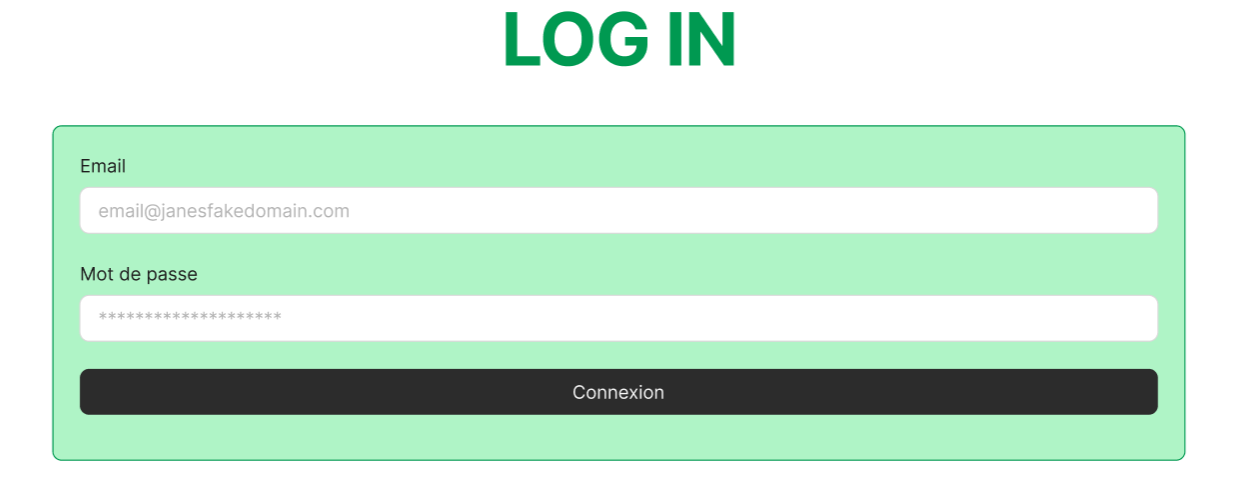 LOG IN
Email
email@janesfakedomain.com
Mot de passe
********************
Connexion